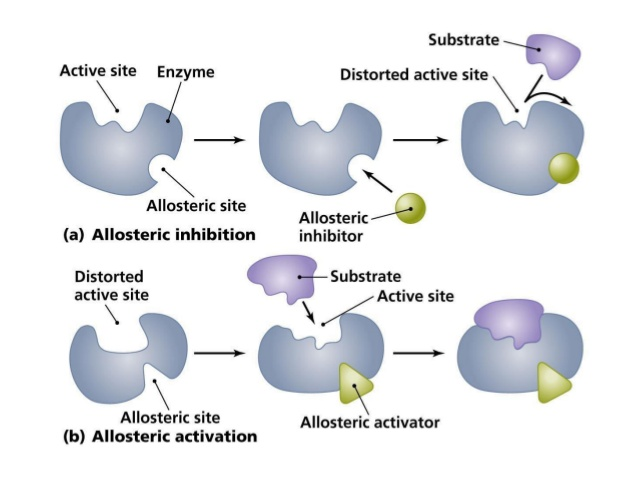 Substrate
Active site
Enzyme
Distorted active site
Allosteric site
Allosteric
inhibitor
(a) Allosteric inhibition
Distorted
active site
Substrate
Active site
Allosteric site
Allosteric activator
(b) Allosteric activation